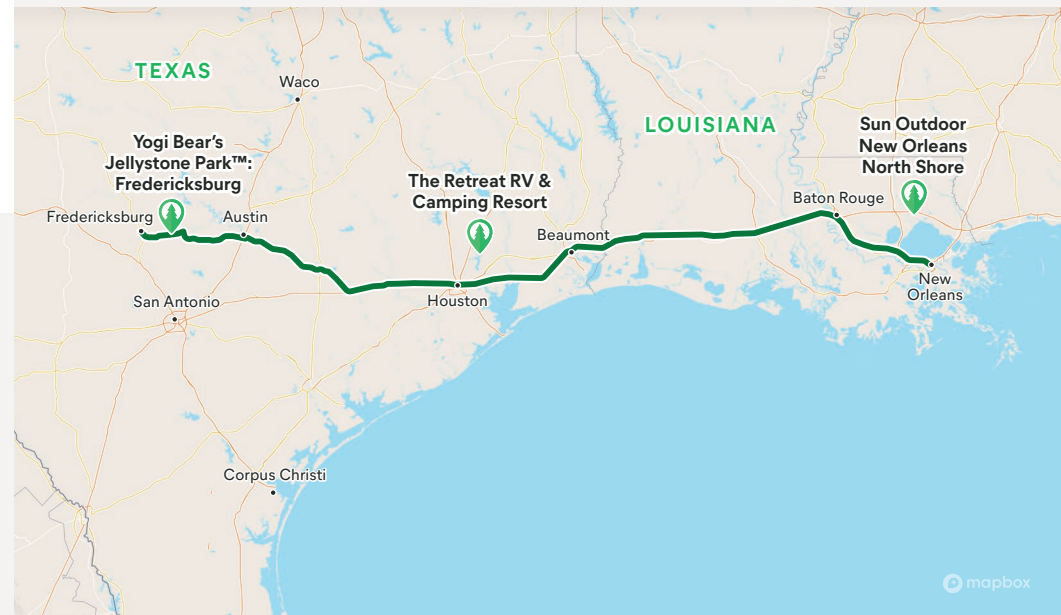 TEXAS
Waco
LOUISIANA
Sun Outdoor
New Orleans
North Shore
Yogi Bear’s
Jellystone Park™:
Fredericksburg
The Retreat RV &
Camping Resort
Baton Rouge
Fredericksburg
Austin
Beaumont
San Antonio
Houston
New
Orleans
Corpus Christi
mapbox